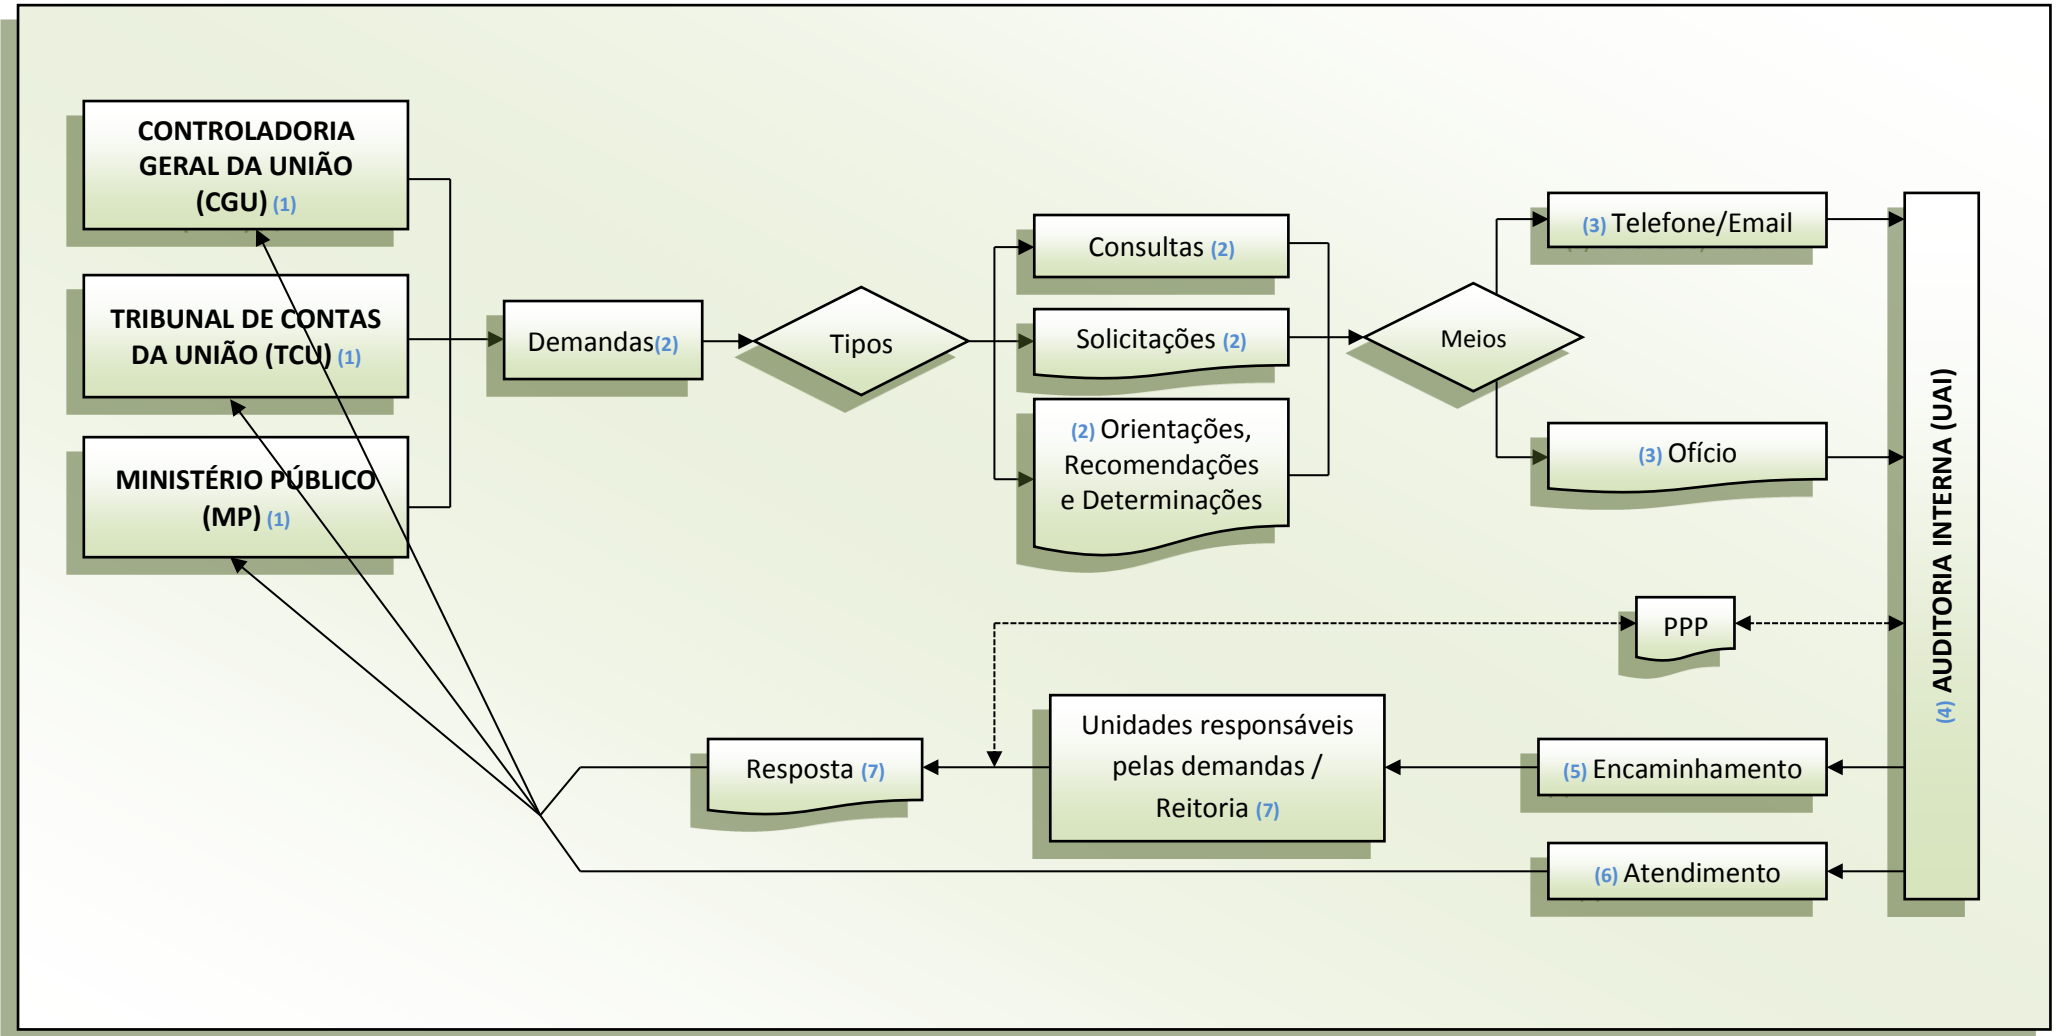 CONTROLADORIA
GERAL DA UNIÃO
(CGU) (1)
TRIBUNAL DE CONTAS
DA UNIÃO (TCU) (1)
MINISTÉRIO PÚBLICO
(MP) (1)
Demandas(2)
Tipos
Consultas (2)
Solicitações (2)
(2) Orientações,
Recomendações
e Determinações
Meios
(3) Telefone/Email
(3) Ofício
(4) AUDITORIA INTERNA (UAI)
PPP
(5) Encaminhamento
(6) Atendimento
Unidades responsáveis
pelas demandas /
Reitoria (7)
Resposta (7)